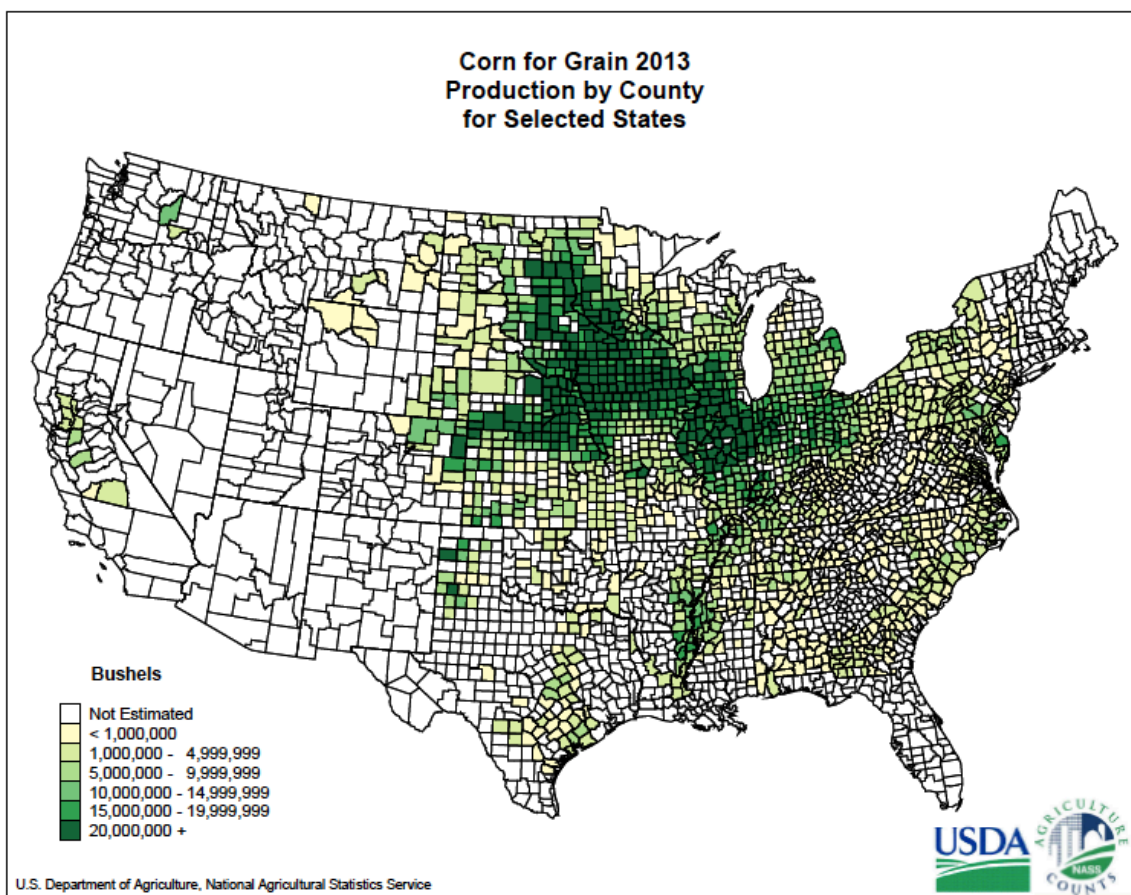 Corn for Grain 2013
Production by County
for Selected States
Bushels
Not Estimated
< 1,000,000
1,000,000 - 4,999,999
5,000,000 - 9,999,999
10,000,000 - 14,999,999
15,000,000 - 19,999,999
20,000,000 +
USDA
AGRICULTURE
NASS
COUNTS
U.S. Department of Agriculture, National Agricultural Statistics Service